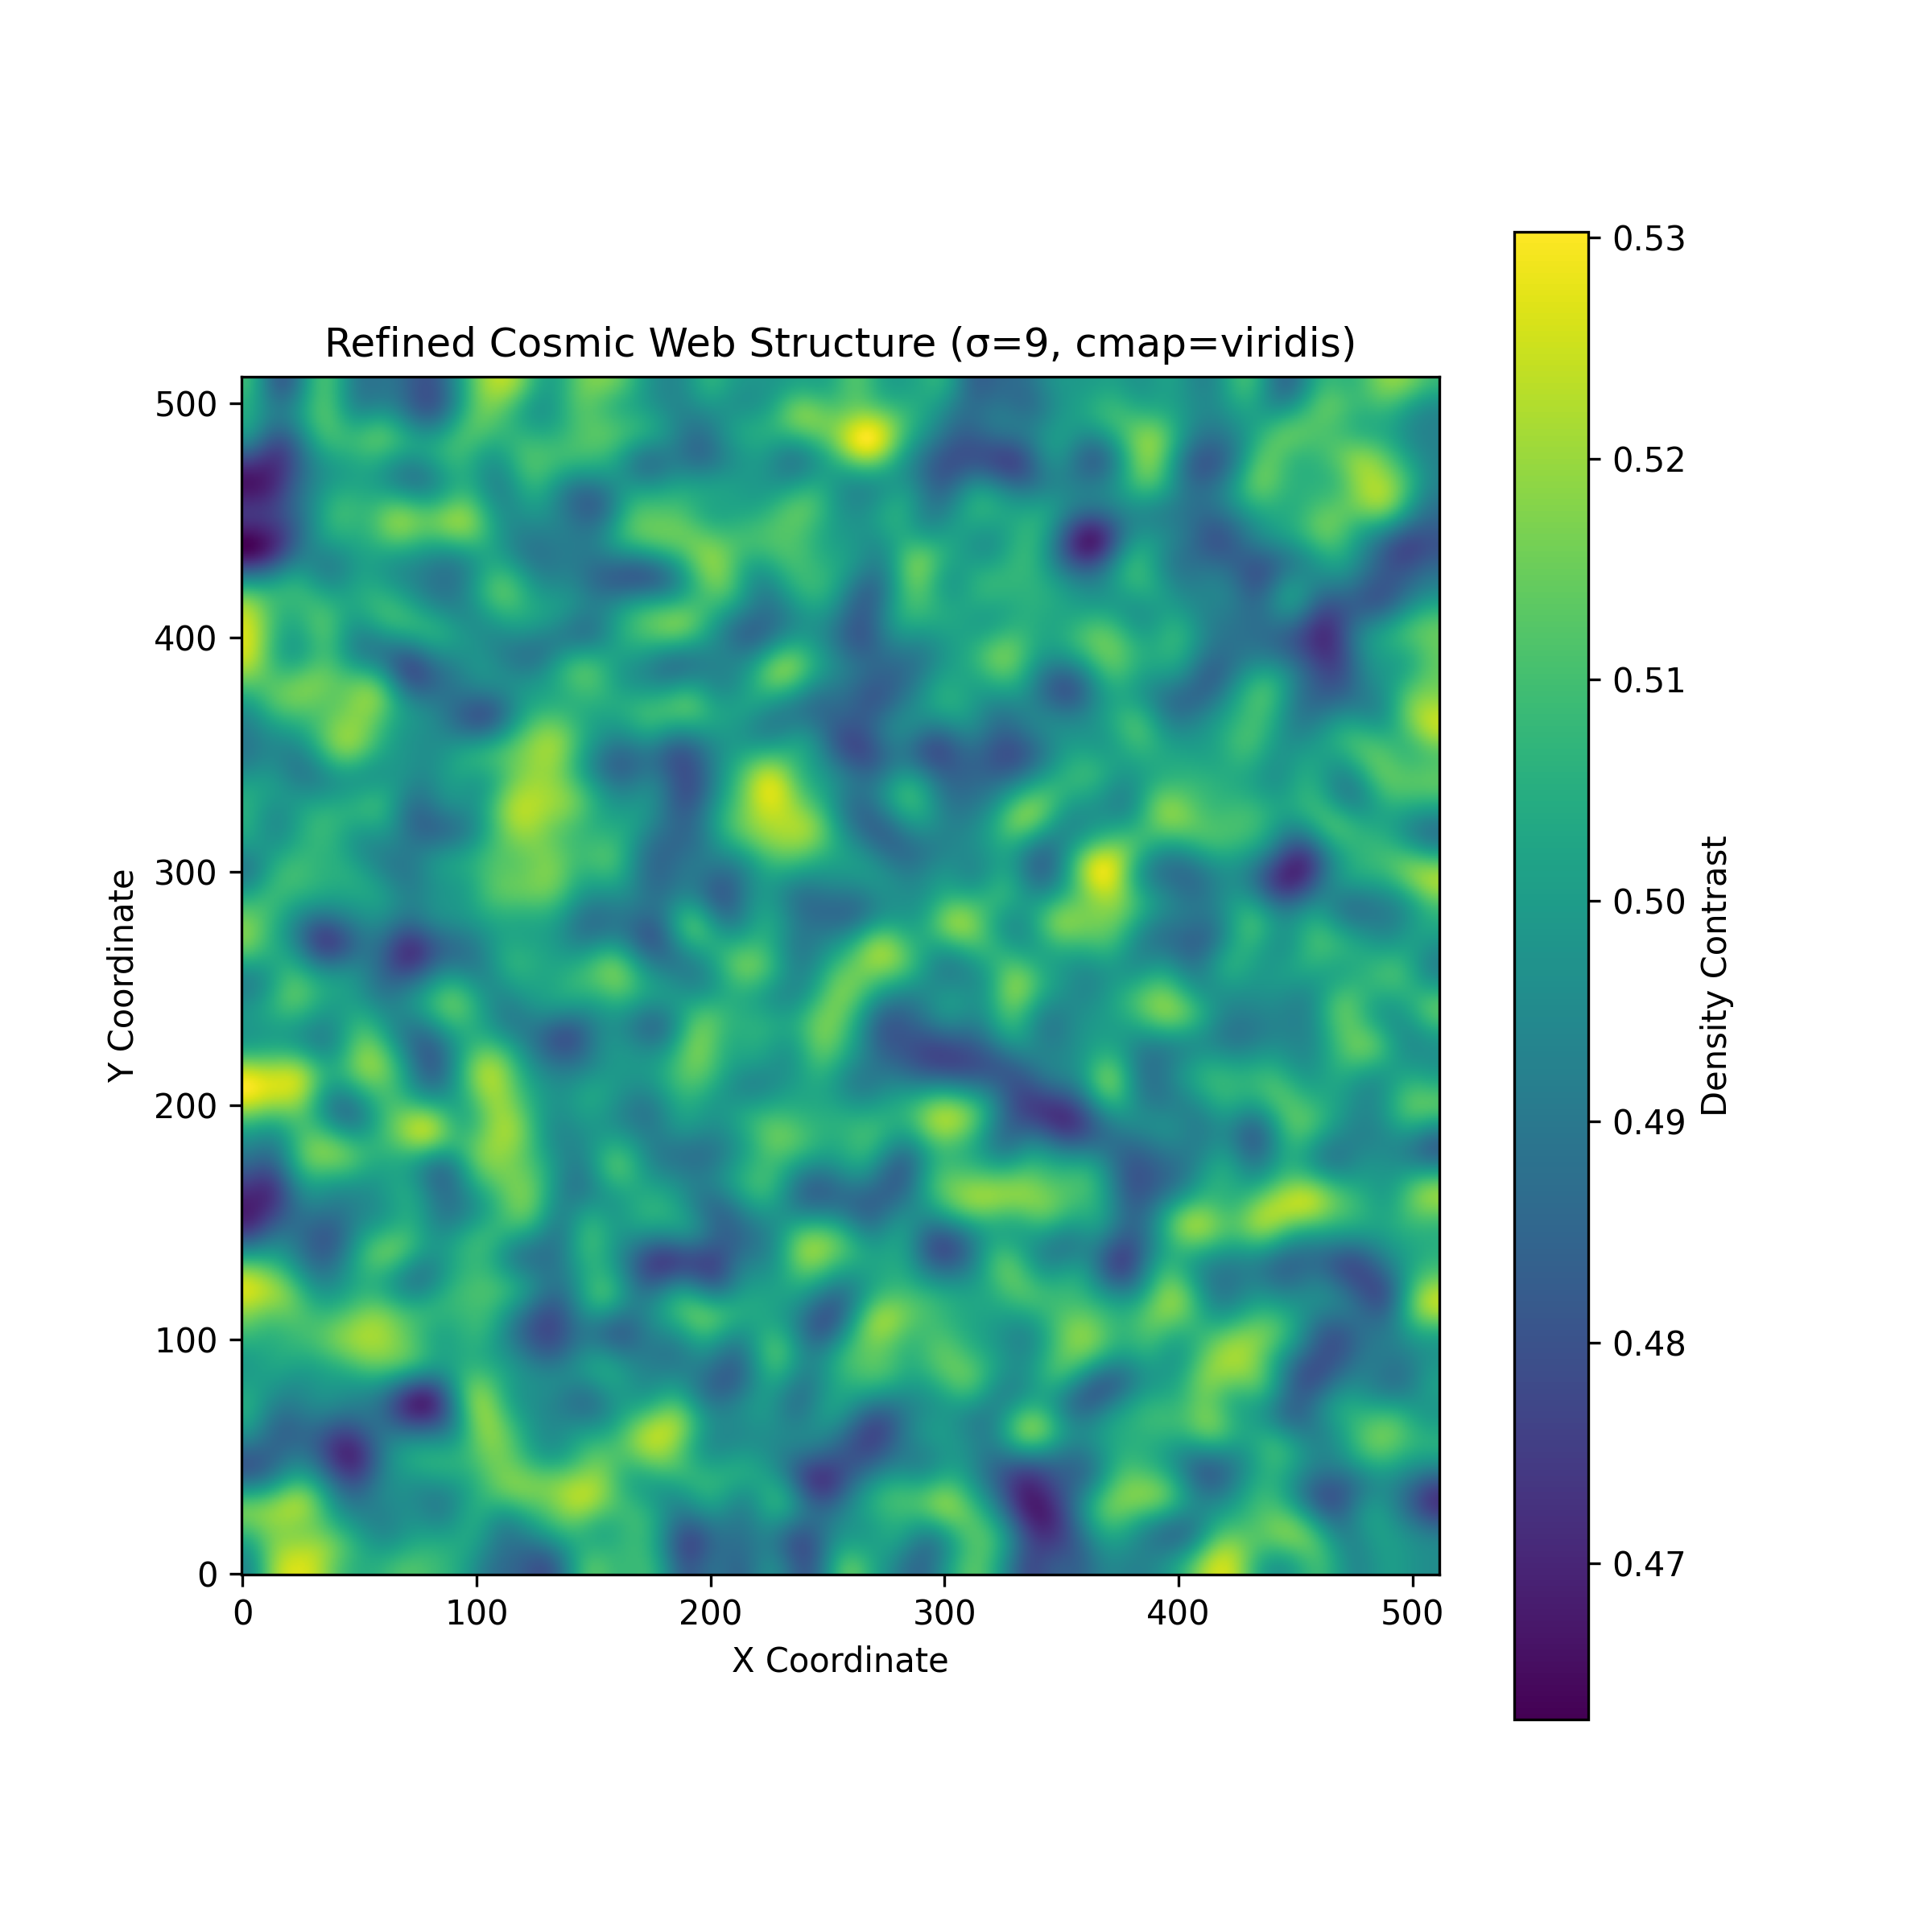 Refined Cosmic Web Structure (σ=9, cmap=viridis)
500
400
300
200
100
0
Y Coordinate
0 100 200 300 400 500
X Coordinate
0.53
0.52
0.51
0.50
0.49
0.48
0.47
Density Contrast